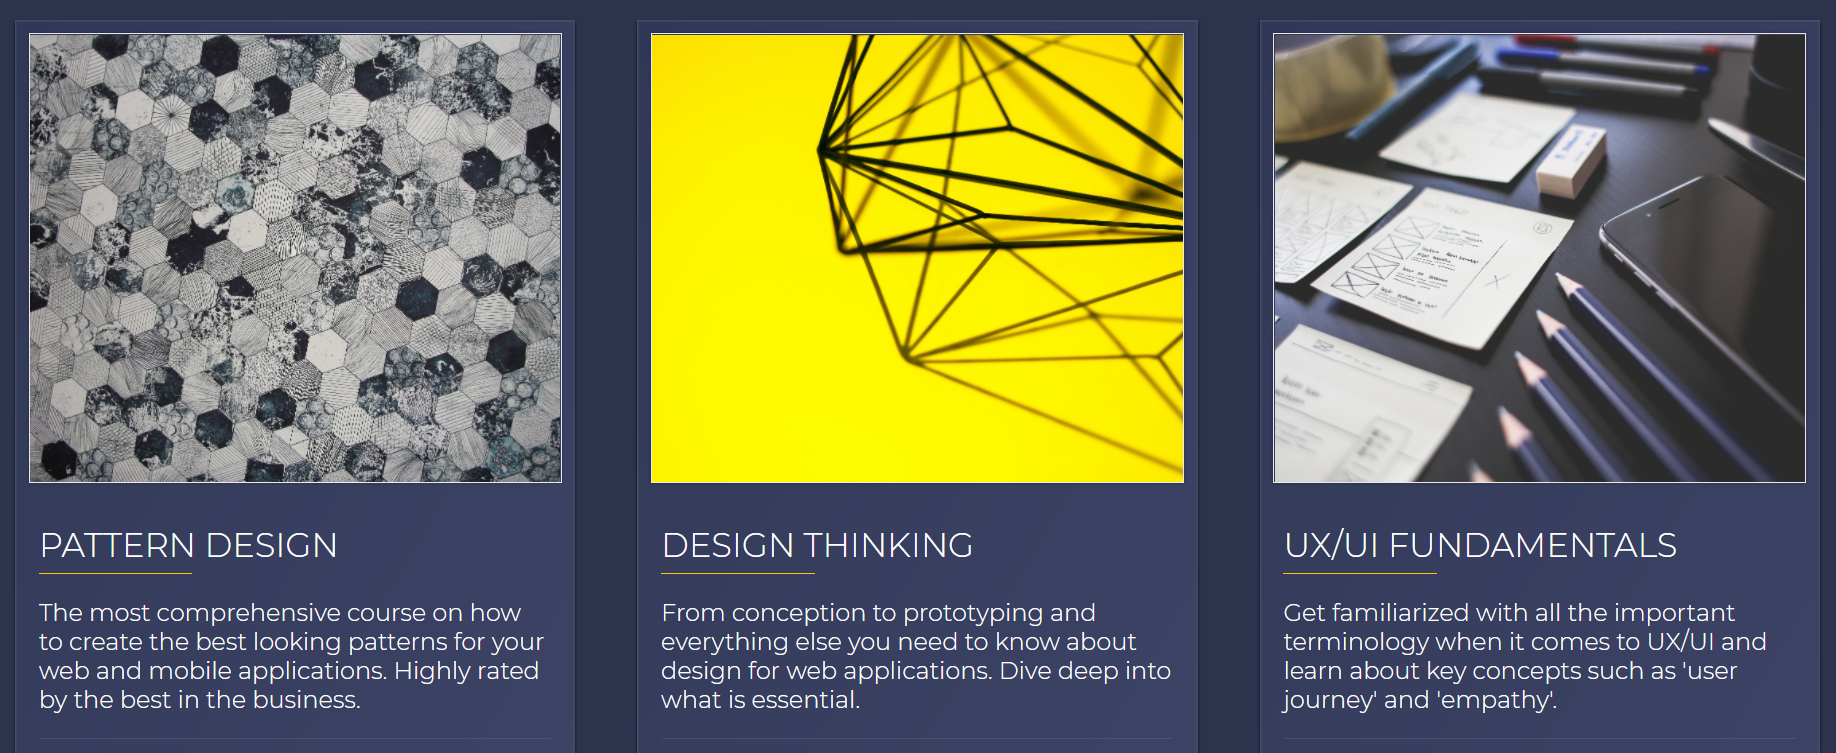 PATTERN DESIGN
The most comprehensive course on how
to create the best looking patterns for your
web and mobile applications. Highly rated
by the best in the business.
DESIGN THINKING
From conception to prototyping and
everything else you need to know about
design for web applications. Dive deep into
what is essential.
UX/UI FUNDAMENTALS
Get familiarized with all the important
terminology when it comes to UX/UI and
learn about key concepts such as 'user
journey' and 'empathy'.